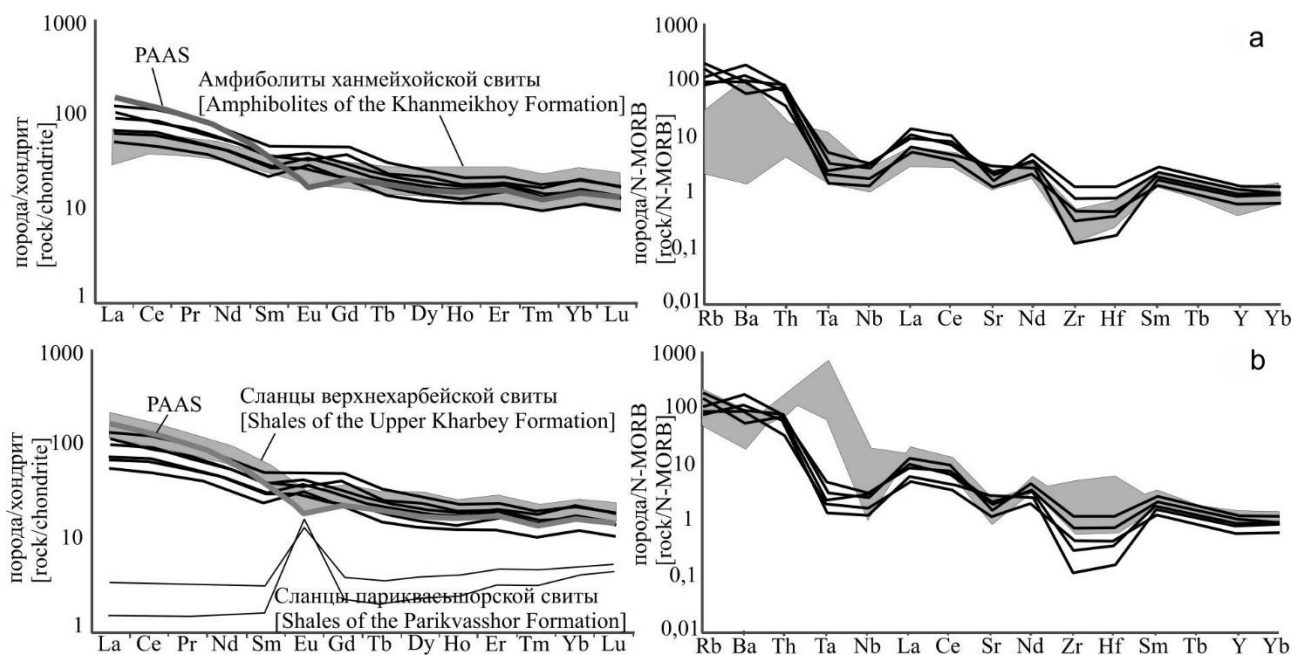 1000
100
10
1
порода/хондрит
[rock/chondrite]
PAAS
Амфиболиты ханмейхойской свиты
[Amphibolites of the Khanmeikhoy Formation]
La Ce Pr Nd Sm Eu Gd Tb Dy Ho Er Tm Yb Lu
a
1000
100
10
1
0,1
0,01
порода/N-MORB
[rock/N-MORB]
Rb Ba Th Ta Nb La Ce Sr Nd Zr Hf Sm Tb Y Yb
1000
100
10
1
порода/хондрит
[rock/chondrite]
PAAS
Сланцы верхнехарбейской свиты
[Shales of the Upper Kharbey Formation]
Сланцы париквасьшорской свиты
[Shales of the Parikvasshor Formation]
La Ce Pr Nd Sm Eu Gd Tb Dy Ho Er Tm Yb Lu
b
1000
100
10
1
0,1
0,01
порода/N-MORB
[rock/N-MORB]
Rb Ba Th Ta Nb La Ce Sr Nd Zr Hf Sm Tb Y Yb